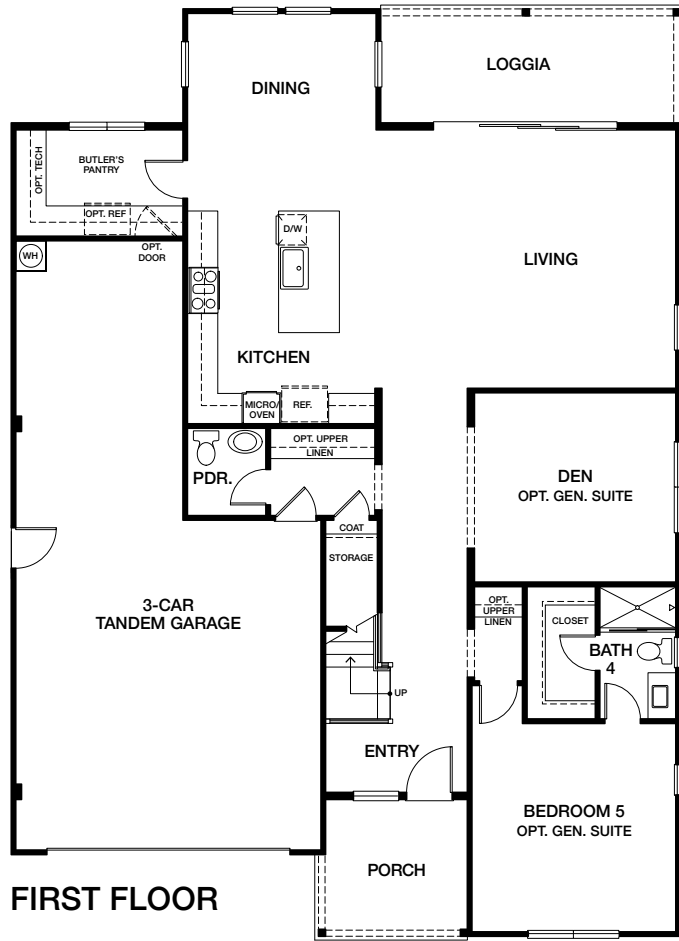 LOGGIA
DINING
OPT. TECH
BUTLER'S
PANTRY
OPT. REF
D/W
WH
OPT.
DOOR
LIVING
KITCHEN
MICRO/
OVEN
REF.
OPT. UPPER
LINEN
PDR.
DEN
OPT. GEN. SUITE
COAT
STORAGE
3-CAR
TANDEM GARAGE
OPT.
UPPER
LINEN
CLOSET
BATH
4
UP
ENTRY
BEDROOM 5
OPT. GEN. SUITE
PORCH
FIRST FLOOR